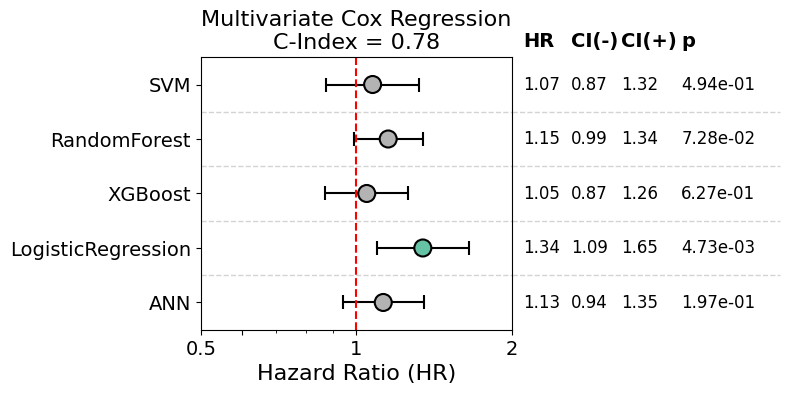 Multivariate Cox Regression
C-Index = 0.78
HR CI(-) CI(+) p
SVM 1.07 0.87 1.32 4.94e-01
RandomForest 1.15 0.99 1.34 7.28e-02
XGBoost 1.05 0.87 1.26 6.27e-01
LogisticRegression 1.34 1.09 1.65 4.73e-03
ANN 1.13 0.94 1.35 1.97e-01
0.5 1 2
Hazard Ratio (HR)